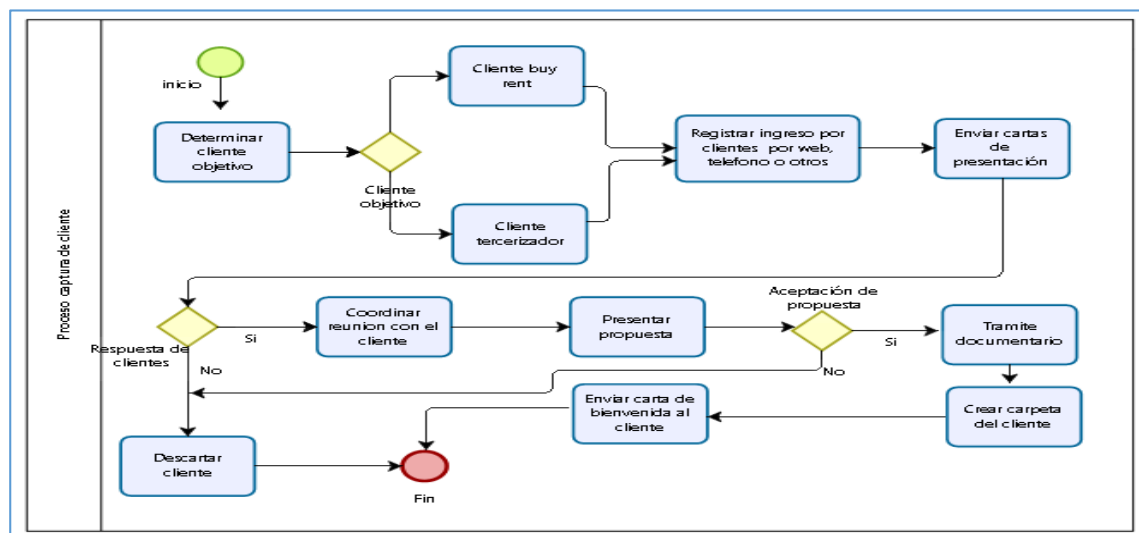 Proceso captura de cliente
inicio
Cliente buy
rent
Determinar
cliente
objetivo
Cliente
objetivo
Cliente
tercerizador
Registrar ingreso por
clientes por web,
telefono o otros
Enviar cartas
de
presentación
Respuesta de
clientes
Si
No
Coordinar
reunion con el
cliente
Presentar
propuesta
Aceptación de
propuesta
Si
No
Tramite
documentario
Crear carpeta
del cliente
Enviar carta de
bienvenida al
cliente
Descartar
cliente
Fin